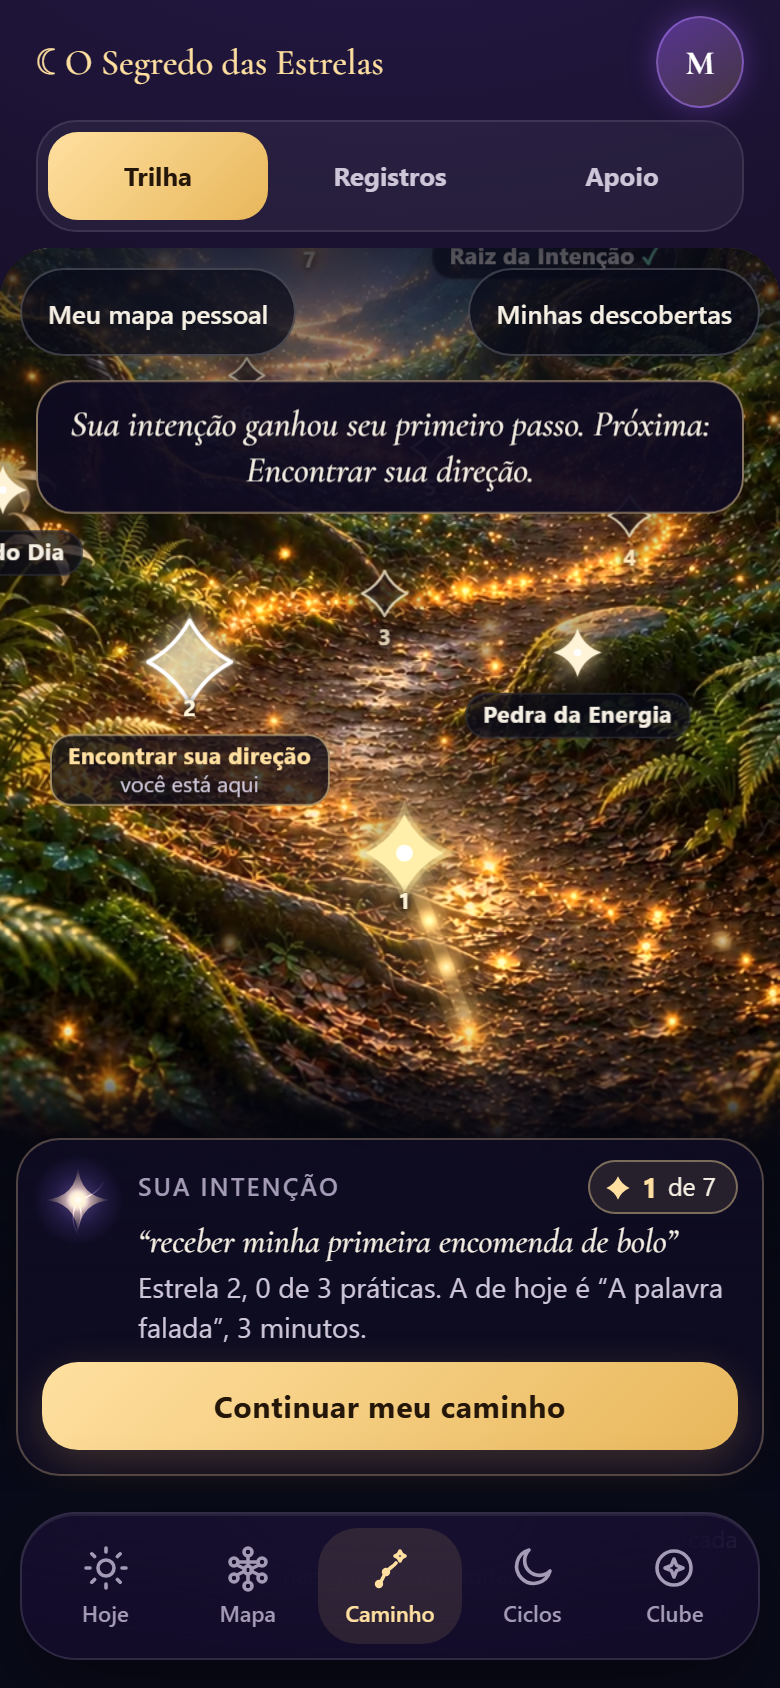 O Segredo das Estrelas
M
Trilha
Registros
Apoio
7
Raiz da Intenção ✓
Meu mapa pessoal
Minhas descobertas
Sua intenção ganhou seu primeiro passo. Próxima:
Encontrar sua direção.
do Dia
4
3
2
Pedra da Energia
Encontrar sua direção
você está aqui
1
SUA INTENÇÃO
1 de 7
“receber minha primeira encomenda de bolo”
Estrela 2, 0 de 3 práticas. A de hoje é “A palavra
falada”, 3 minutos.
Continuar meu caminho
Hoje
Mapa
Caminho
Ciclos
Clube